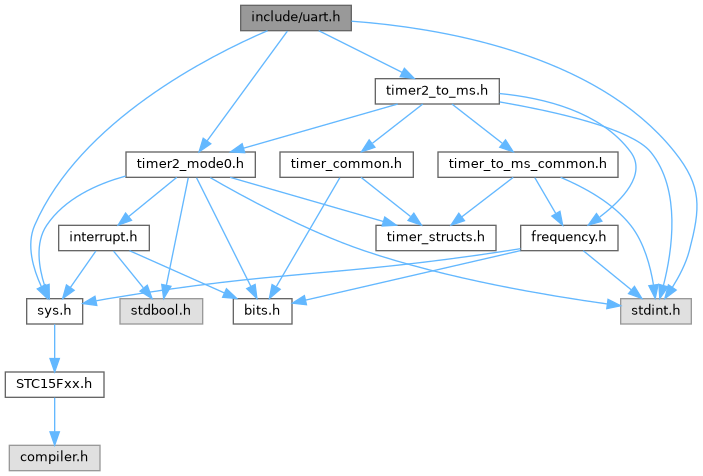 include/uart.h
timer2_to_ms.h
timer2_mode0.h
timer_common.h
timer_to_ms_common.h
interrupt.h
timer_structs.h
frequency.h
sys.h
stdbool.h
bits.h
stdint.h
STC15Fxx.h
compiler.h